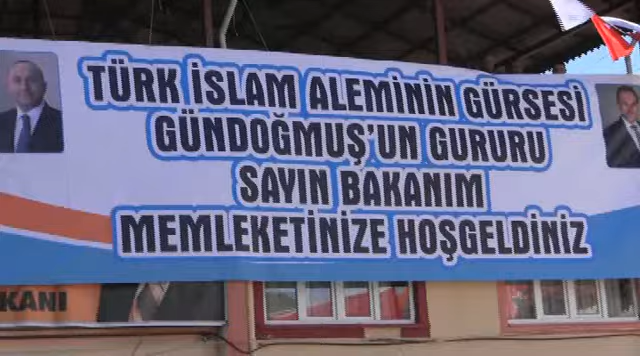 TÜRK İSLAM ALEMİNİN GÜRSESİ
GÜNDOĞMUŞ'UN GURURU
SAYIN BAKANIM
MEMLEKETİNİZE HOŞGELDİNİZ
KANI